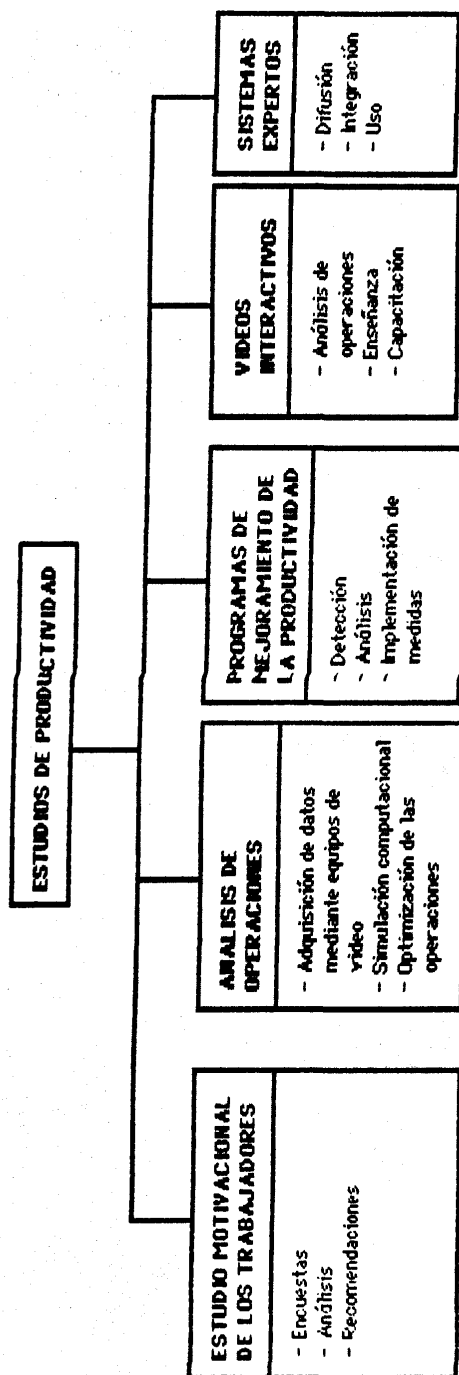 ESTUDIOS DE PRODUCTIVIDAD
ESTUDIO MOTIVACIONAL
DE LOS TRABAJADORES
- Encuestas
- Análisis
- Recomendaciones
ANALISIS DE
OPERACIONES
- Adquisición de datos
mediante equipos de
video
- Simulación computacional
- Optimización de las
operaciones
PROGRAMAS DE
MEJORAMIENTO DE
LA PRODUCTIVIDAD
- Detección
- Análisis
- Implementación de
medidas
VIDEOS
INTERACTIVOS
- Análisis de
operaciones
- Enseñanza
- Capacitación
SISTEMAS
EXPERTOS
- Difusión
- Integración
- Uso